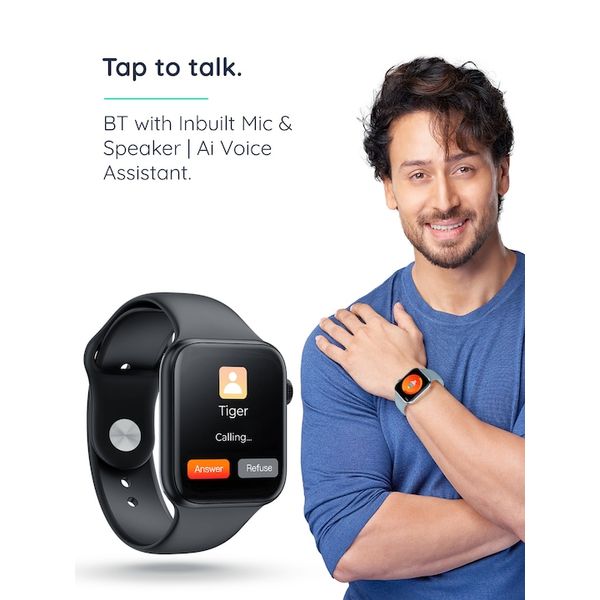 Tap to talk.
BT with Inbuilt Mic &
Speaker | Ai Voice
Assistant.
Tiger
Calling...
Answer Refuse